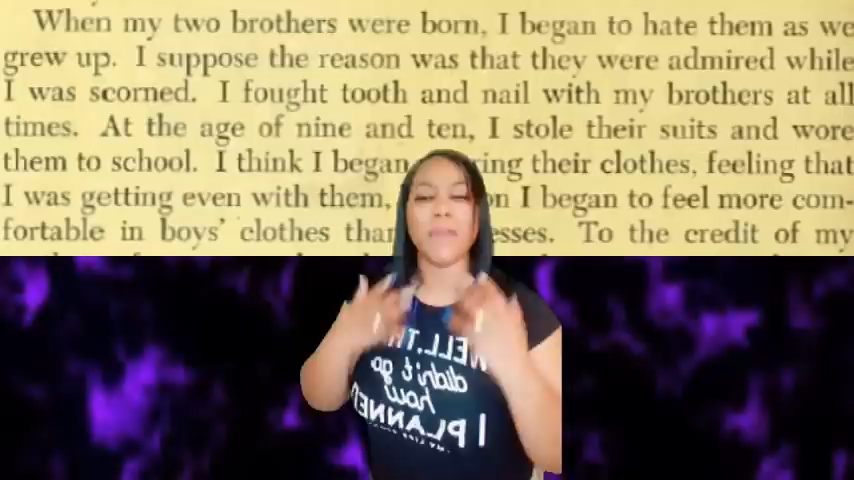 When my two brothers were born, I began to hate them as we
grew up. I suppose the reason was that they were admired while
I was scorned. I fought tooth and nail with my brothers at all
times. At the age of nine and ten, I stole their suits and wore
them to school. I think I began ring their clothes, feeling that
I was getting even with them, on I began to feel more com-
fortable in boys' clothes than esses. To the credit of my
WELL, TH
didn't go
how
I PLANNED